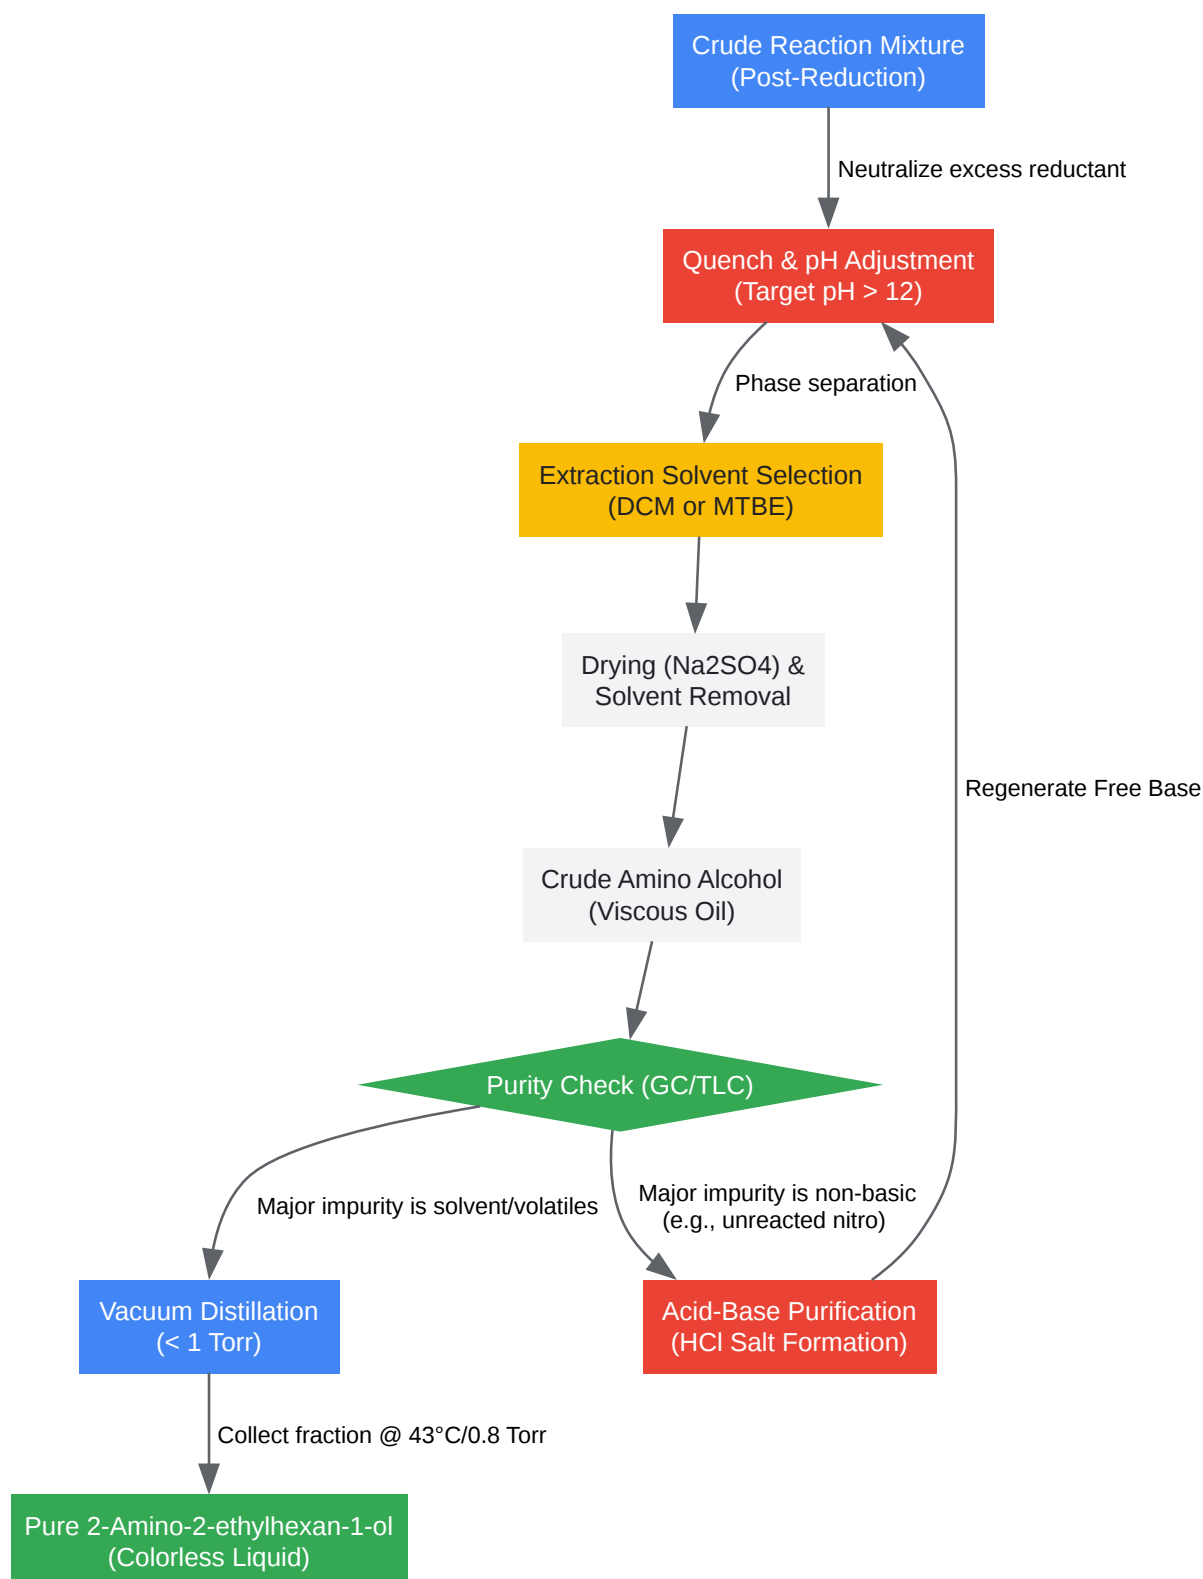 Crude Reaction Mixture
(Post-Reduction)
Neutralize excess reductant
Quench & pH Adjustment
(Target pH > 12)
Phase separation
Extraction Solvent Selection
(DCM or MTBE)
Drying (Na2SO4) &
Solvent Removal
Regenerate Free Base
Crude Amino Alcohol
(Viscous Oil)
Purity Check (GC/TLC)
Major impurity is solvent/volatiles
Major impurity is non-basic
(e.g., unreacted nitro)
Vacuum Distillation
(< 1 Torr)
Acid-Base Purification
(HCl Salt Formation)
Collect fraction @ 43°C/0.8 Torr
Pure 2-Amino-2-ethylhexan-1-ol
(Colorless Liquid)